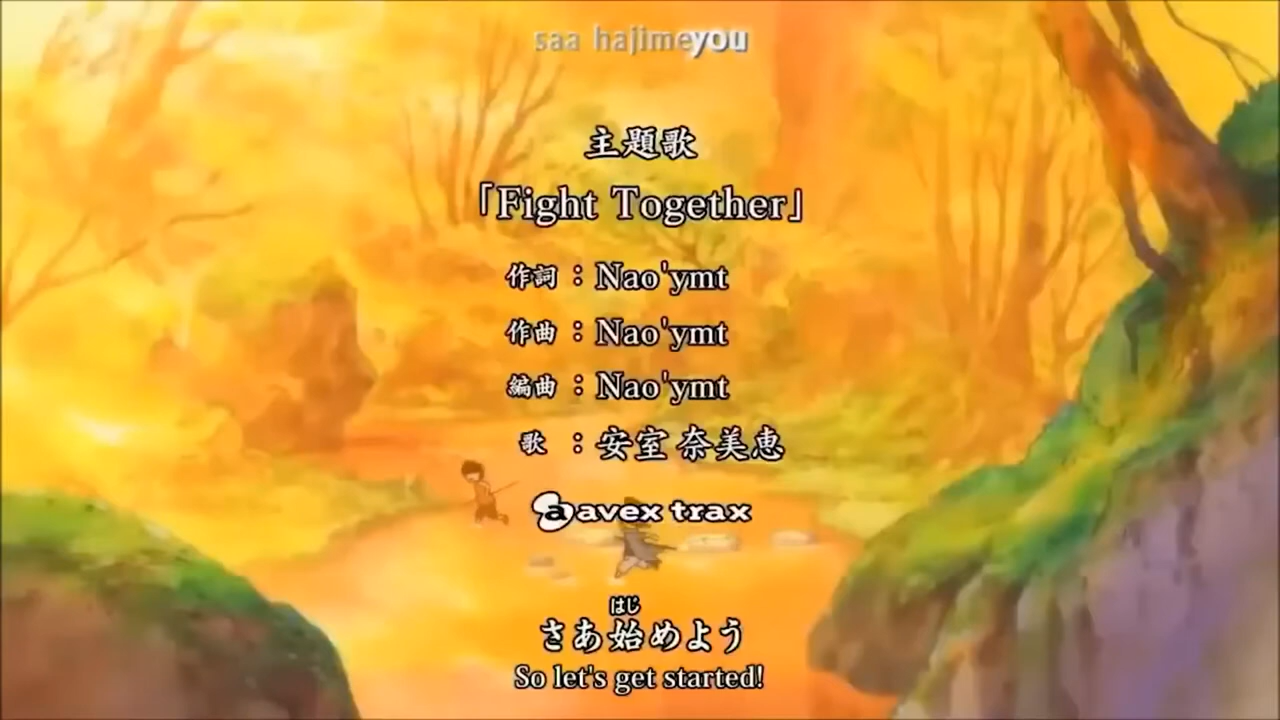 saa hajimeyou
主題歌
「Fight Together」
作詞：Nao'ymt
作曲：Nao'ymt
編曲：Nao'ymt
歌：安室奈美恵
a avex trax
はじ
さあ始めよう
So let's get started!